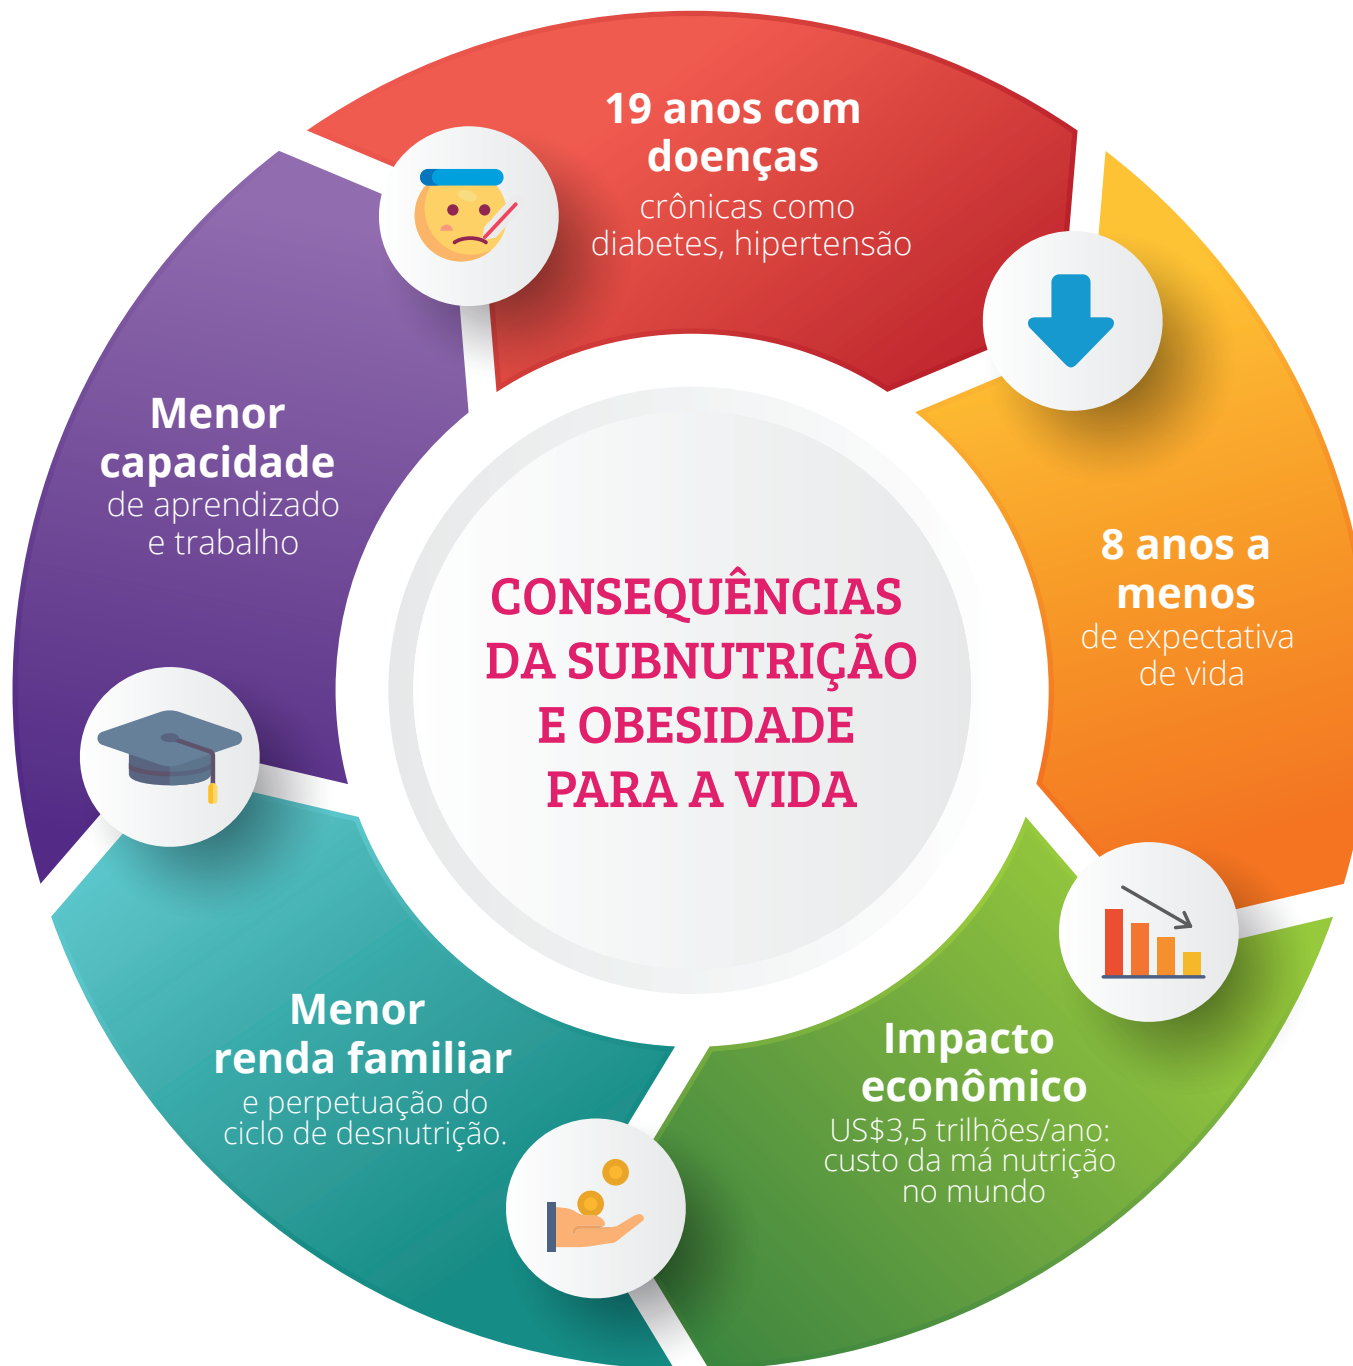 19 anos com
doenças
crônicas como
diabetes, hipertensão
8 anos a
menos
de expectativa
de vida
Impacto
econômico
US$3,5 trilhões/ano:
custo da má nutrição
no mundo
Menor
renda familiar
e perpetuação do
ciclo de desnutrição.
Menor
capacidade
de aprendizado
e trabalho
CONSEQUÊNCIAS
DA SUBNUTRIÇÃO
E OBESIDADE
PARA A VIDA